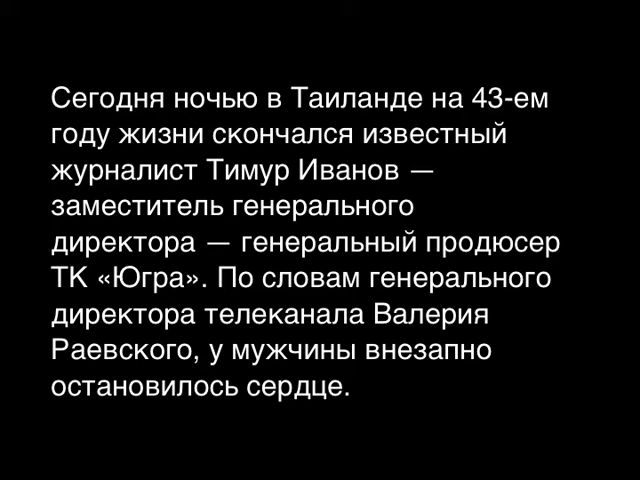 Сегодня ночью в Таиланде на 43-ем
году жизни скончался известный
журналист Тимур Иванов —
заместитель генерального
директора — генеральный продюсер
ТК «Югра». По словам генерального
директора телеканала Валерия
Раевского, у мужчины внезапно
остановилось сердце.